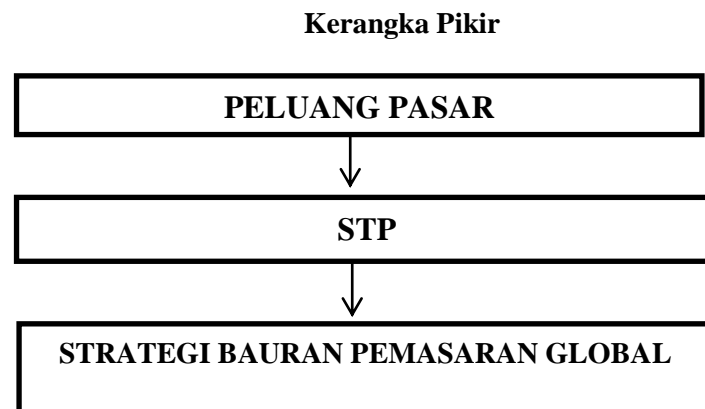 Kerangka Pikir
PELUANG PASAR
STP
STRATEGI BAURAN PEMASARAN GLOBAL